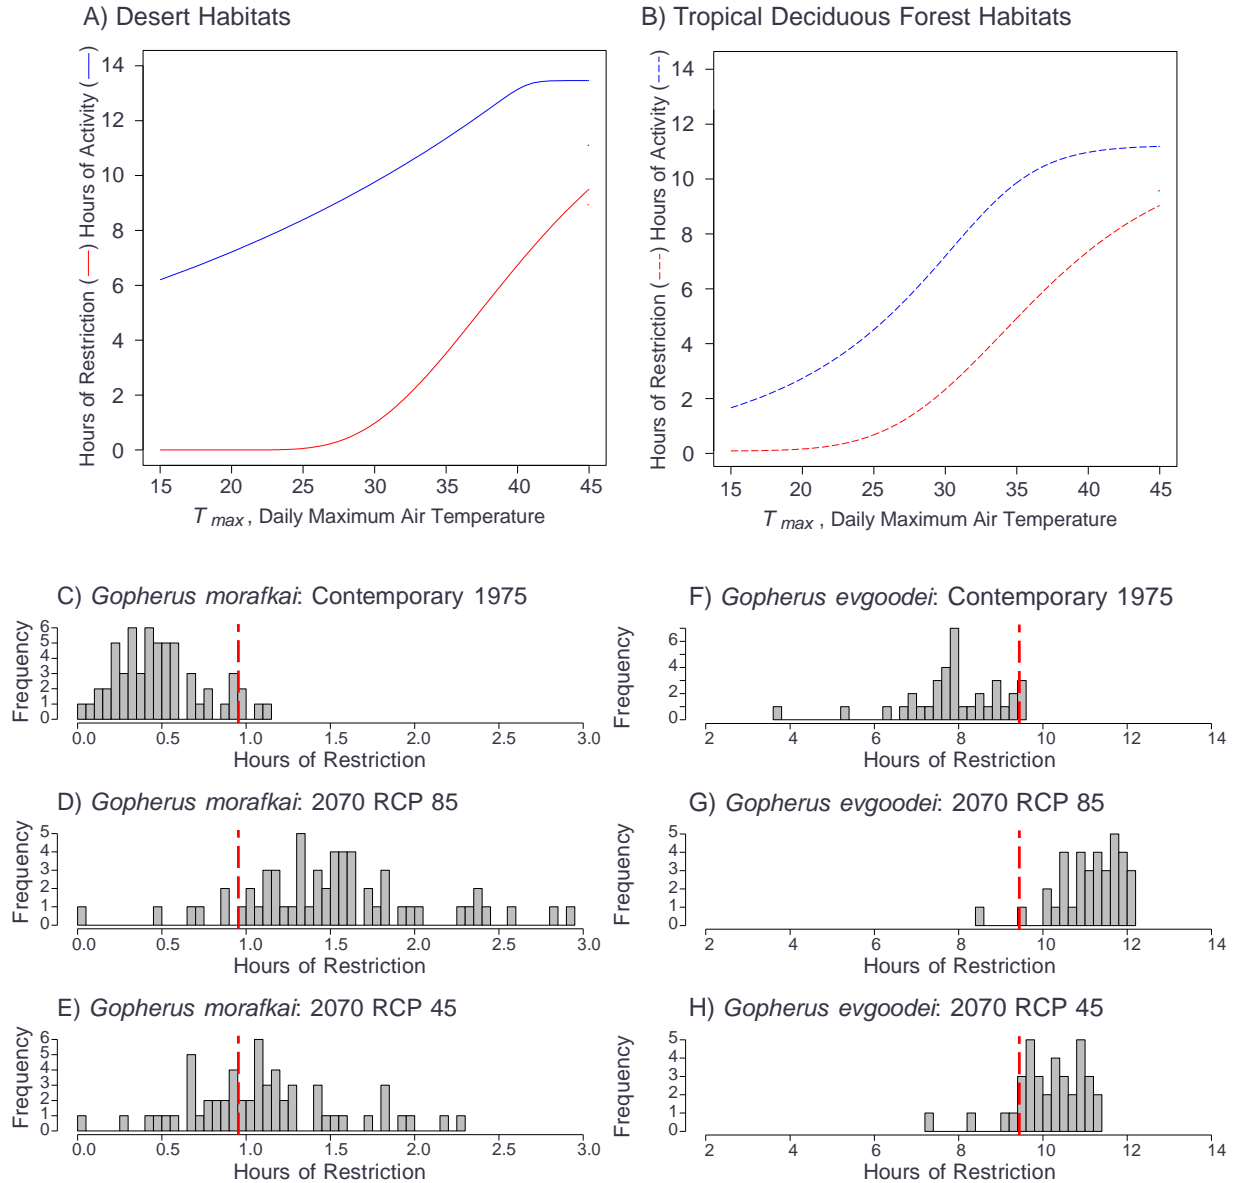 A) Desert Habitats
Hours of Restriction ( — ) Hours of Activity ( — )
14
12
10
8
6
4
2
0
15 20 25 30 35 40 45
T max , Daily Maximum Air Temperature
B) Tropical Deciduous Forest Habitats
Hours of Restriction ( --- ) Hours of Activity ( --- )
14
12
10
8
6
4
2
0
15 20 25 30 35 40 45
T max , Daily Maximum Air Temperature
C) Gopherus morafkai: Contemporary 1975
Frequency
6
5
4
3
2
1
0
0.0 0.5 1.0 1.5 2.0 2.5 3.0
Hours of Restriction
D) Gopherus morafkai: 2070 RCP 85
Frequency
5
4
3
2
1
0
0.0 0.5 1.0 1.5 2.0 2.5 3.0
Hours of Restriction
E) Gopherus morafkai: 2070 RCP 45
Frequency
6
5
4
3
2
1
0
0.0 0.5 1.0 1.5 2.0 2.5 3.0
Hours of Restriction
F) Gopherus evgoodei: Contemporary 1975
Frequency
6
4
2
0
2 4 6 8 10 12 14
Hours of Restriction
G) Gopherus evgoodei: 2070 RCP 85
Frequency
5
4
3
2
1
0
2 4 6 8 10 12 14
Hours of Restriction
H) Gopherus evgoodei: 2070 RCP 45
Frequency
5
4
3
2
1
0
2 4 6 8 10 12 14
Hours of Restriction